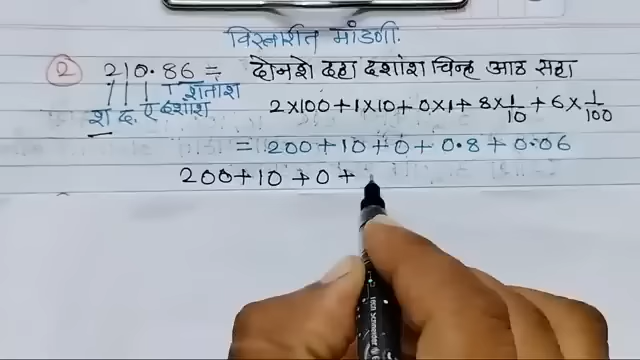 विस्तारीत मांडणी.
② 210.86 = दोनशे दहा दशांश चिन्ह आठ सहा
श द. ए दशांश शतांश
2×100+1×10+0×1+8×1/10+6×1/100
= 200+10+0+0.8+0.06
200+10+0+